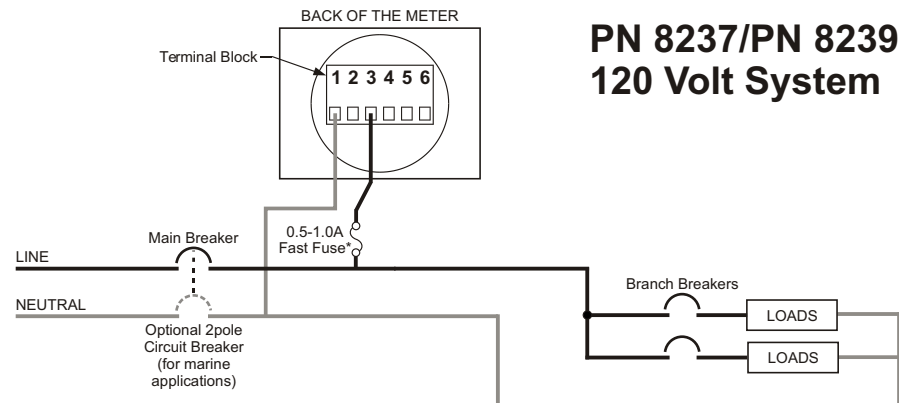 BACK OF THE METER
PN 8237/PN 8239
120 Volt System
Terminal Block
1 2 3 4 5 6
0.5-1.0A
Fast Fuse*
Main Breaker
LINE
Branch Breakers
NEUTRAL
LOADS
Optional 2pole
Circuit Breaker
(for marine
applications)
LOADS